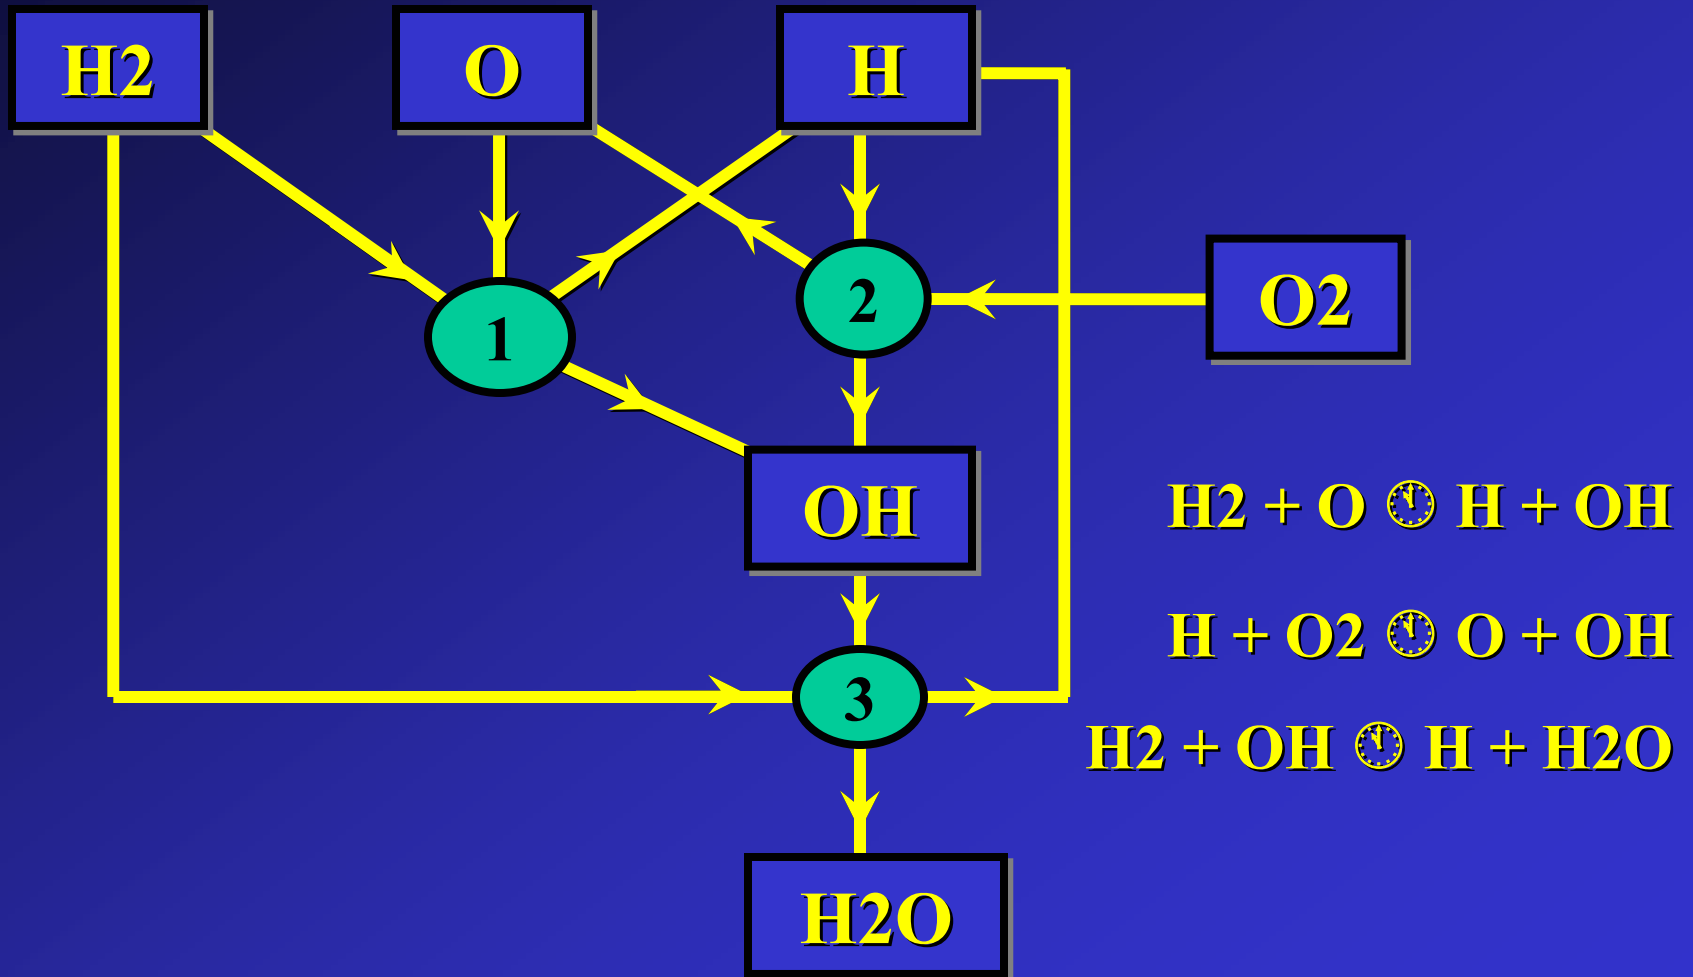 H2 O H
2 O2
1
OH
H2 + O 🕚 H + OH
H + O2 🕚 O + OH
3
H2 + OH 🕚 H + H2O
H2O